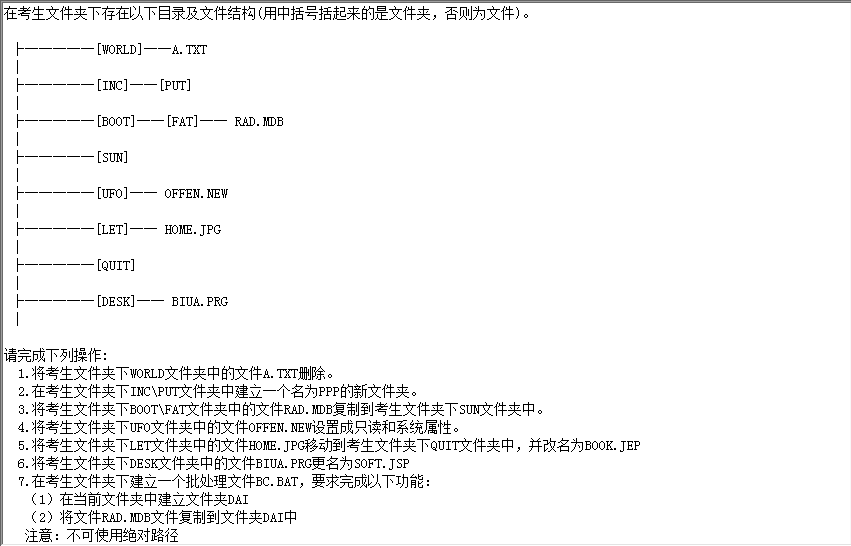 在考生文件夹下存在以下目录及文件结构(用中括号括起来的是文件夹，否则为文件)。
├──────[WORLD]───A.TXT
│
├──────[INC]───[PUT]
│
├──────[BOOT]───[FAT]─── RAD.MDB
│
├──────[SUN]
│
├──────[UFO]─── OFFEN.NEW
│
├──────[LET]─── HOME.JPG
│
├──────[QUIT]
│
├──────[DESK]─── BIUA.PRG
│
请完成下列操作:
1.将考生文件夹下WORLD文件夹中的文件A.TXT删除。
2.在考生文件夹下INC\PUT文件夹中建立一个名为PPP的新文件夹。
3.将考生文件夹下BOOT\FAT文件夹中的文件RAD.MDB复制到考生文件夹下SUN文件夹中。
4.将考生文件夹下UFO文件夹中的文件OFFEN.NEW设置成只读和系统属性。
5.将考生文件夹下LET文件夹中的文件HOME.JPG移动到考生文件夹下QUIT文件夹中，并改名为BOOK.JEP
6.将考生文件夹下DESK文件夹中的文件BIUA.PRG更名为SOFT.JSP
7.在考生文件夹下建立一个批处理文件BC.BAT，要求完成以下功能：
（1）在当前文件夹中建立文件夹DAI
（2）将文件RAD.MDB文件复制到文件夹DAI中
注意：不可使用绝对路径